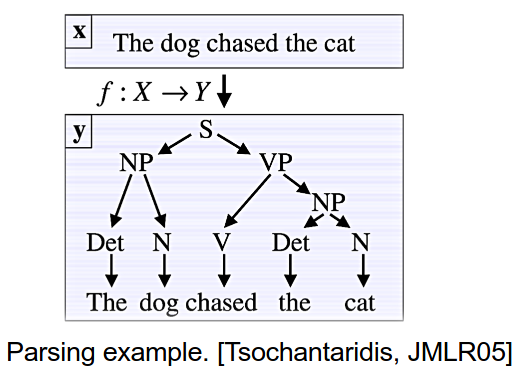 x
The dog chased the cat
f : X → Y
y
S
NP VP
NP
Det N V Det N
The dog chased the cat
Parsing example. [Tsochantaridis, JMLR05]